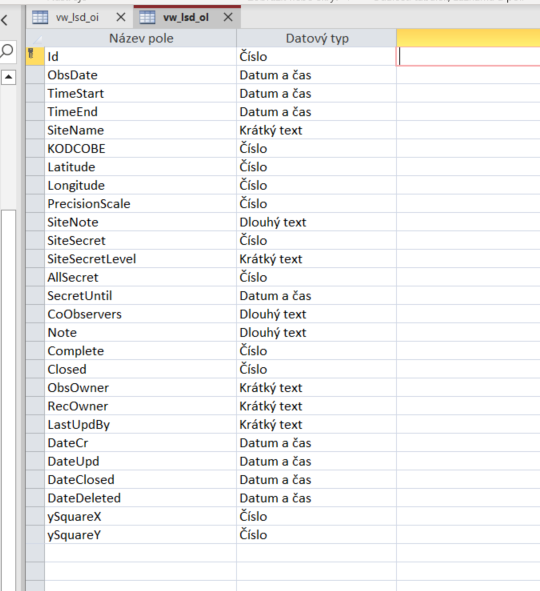 vw_lsd_oi vw_lsd_ol
Název pole Datový typ
Id Číslo
ObsDate Datum a čas
TimeStart Datum a čas
TimeEnd Datum a čas
SiteName Krátký text
KODCOBE Číslo
Latitude Číslo
Longitude Číslo
PrecisionScale Číslo
SiteNote Dlouhý text
SiteSecret Číslo
SiteSecretLevel Krátký text
AllSecret Číslo
SecretUntil Datum a čas
CoObservers Dlouhý text
Note Dlouhý text
Complete Číslo
Closed Číslo
ObsOwner Krátký text
RecOwner Krátký text
LastUpdBy Krátký text
DateCr Datum a čas
DateUpd Datum a čas
DateClosed Datum a čas
DateDeleted Datum a čas
ySquareX Číslo
ySquareY Číslo